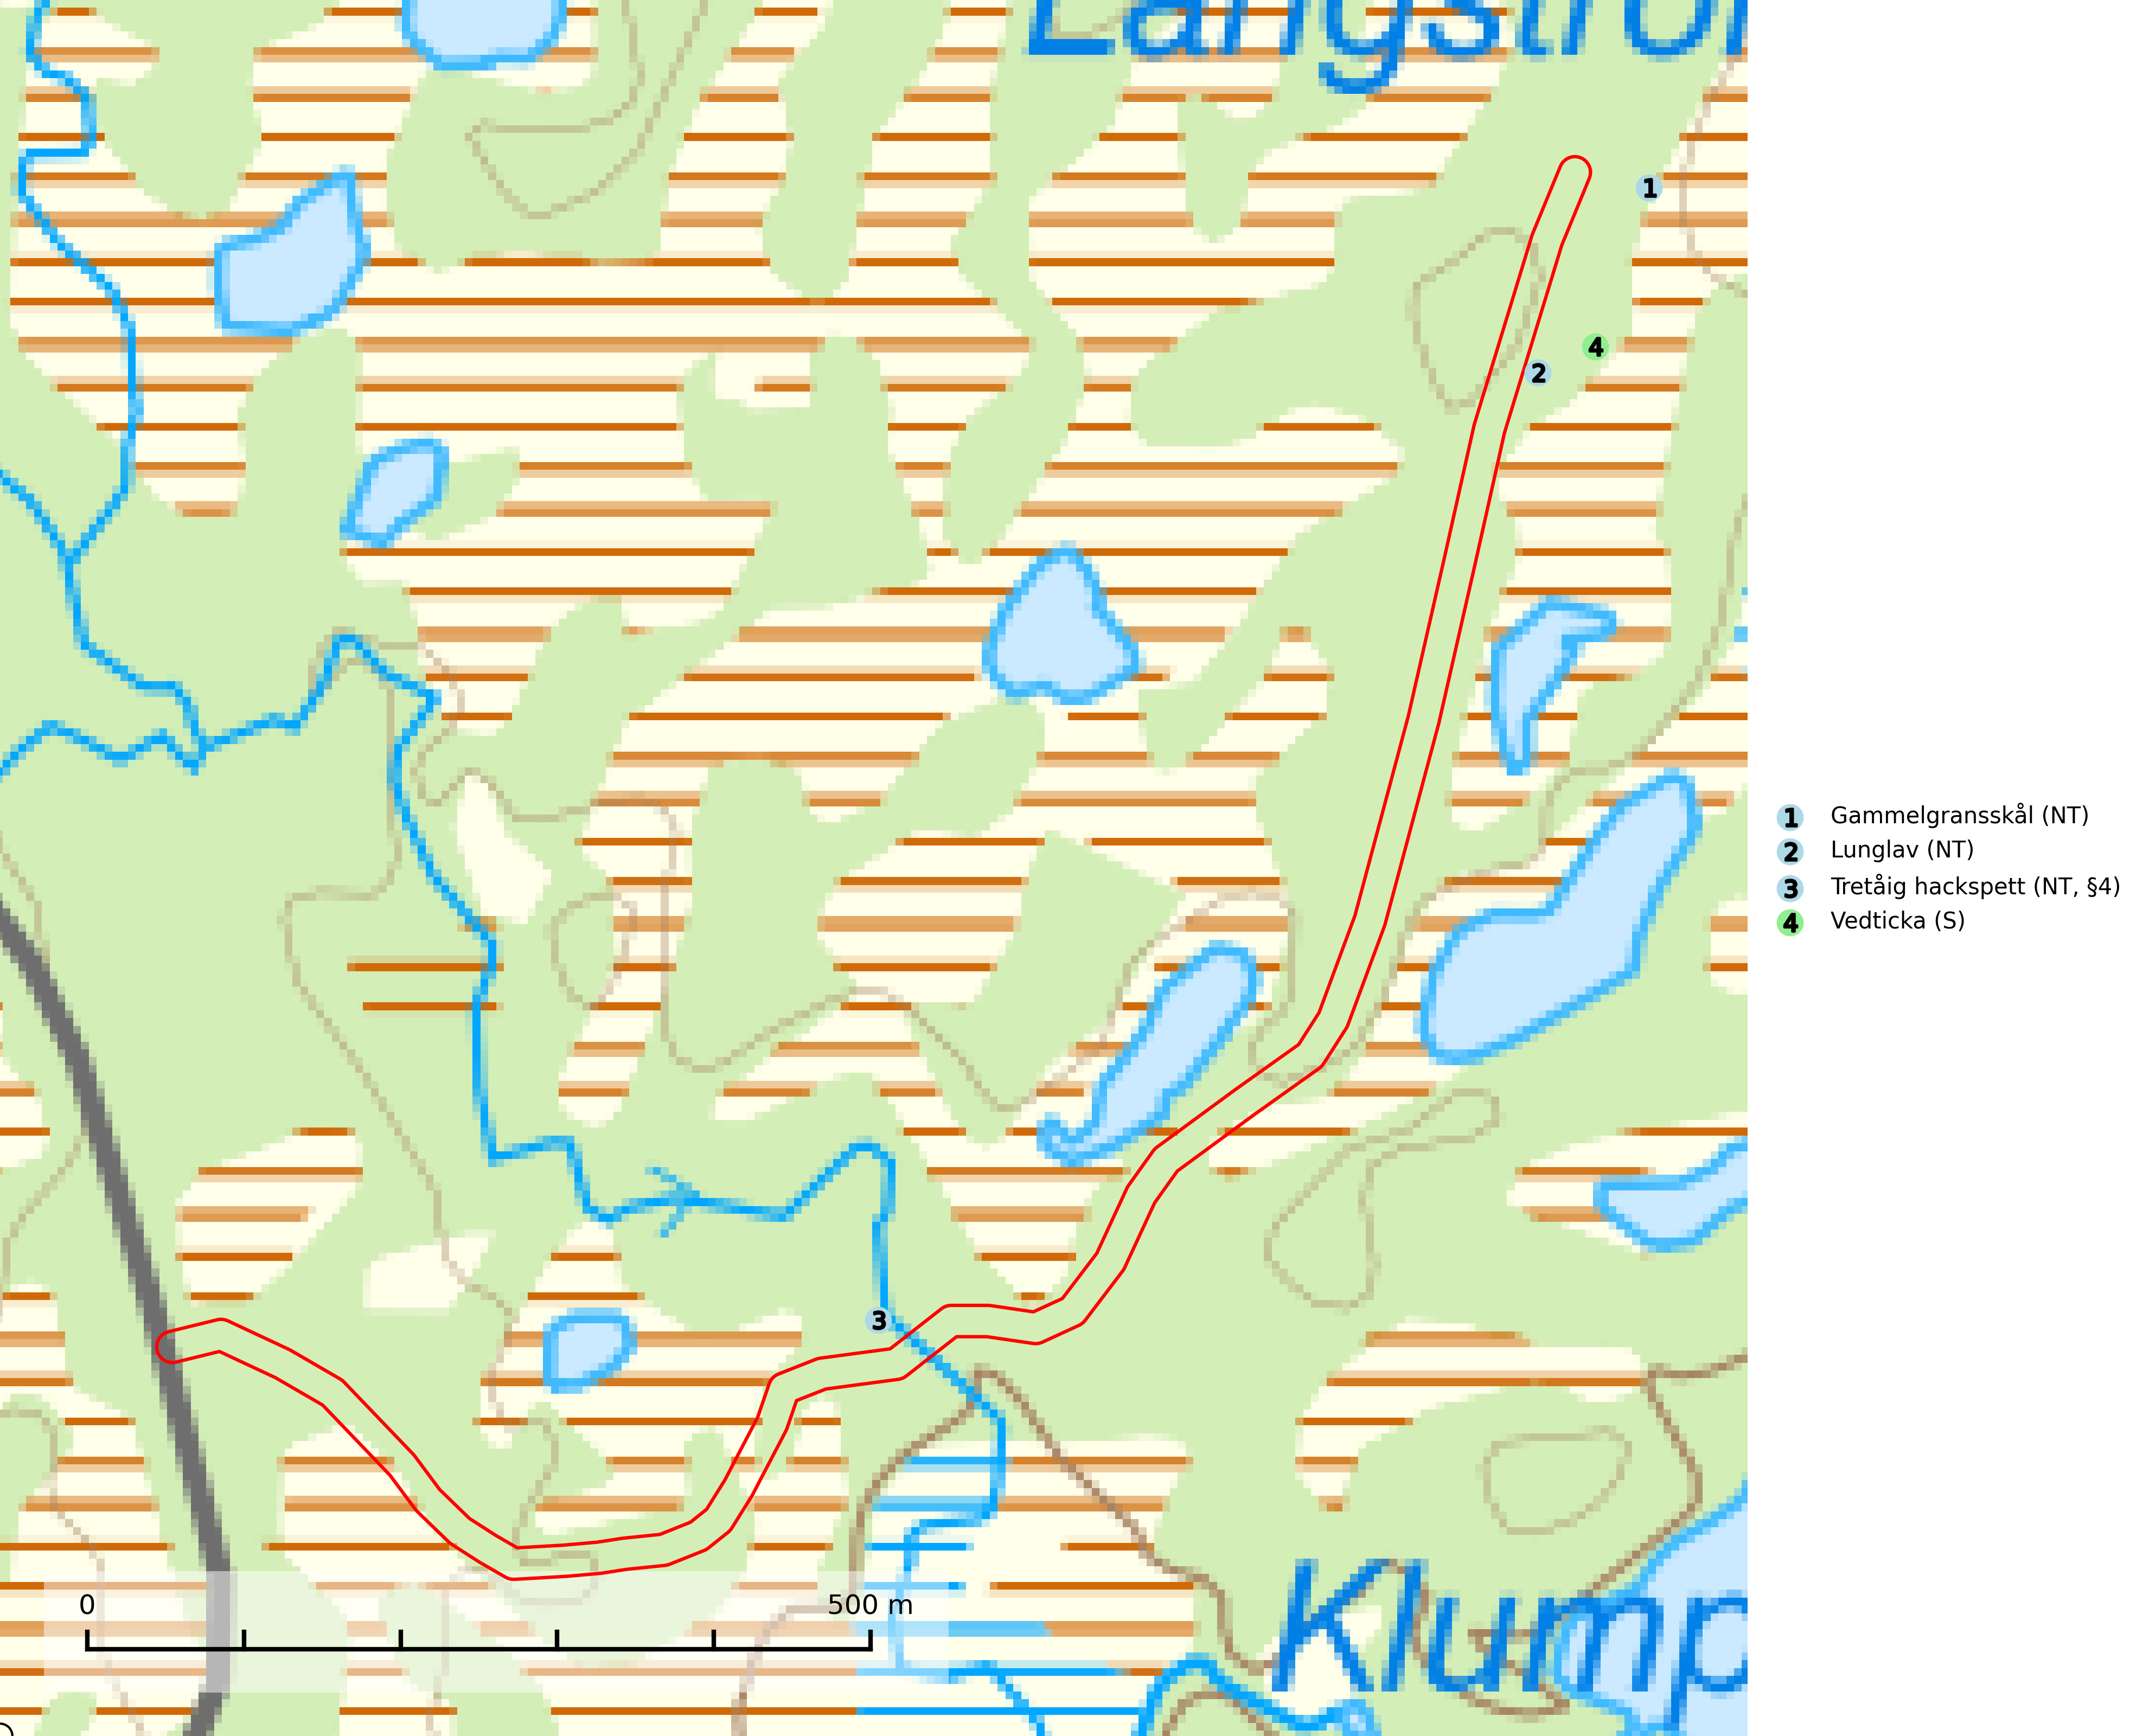 Långströ
1
4
2
1 Gammelgransskål (NT)
2 Lunglav (NT)
3 Tretåig hackspett (NT, §4)
4 Vedticka (S)
3
0 500 m
Klump